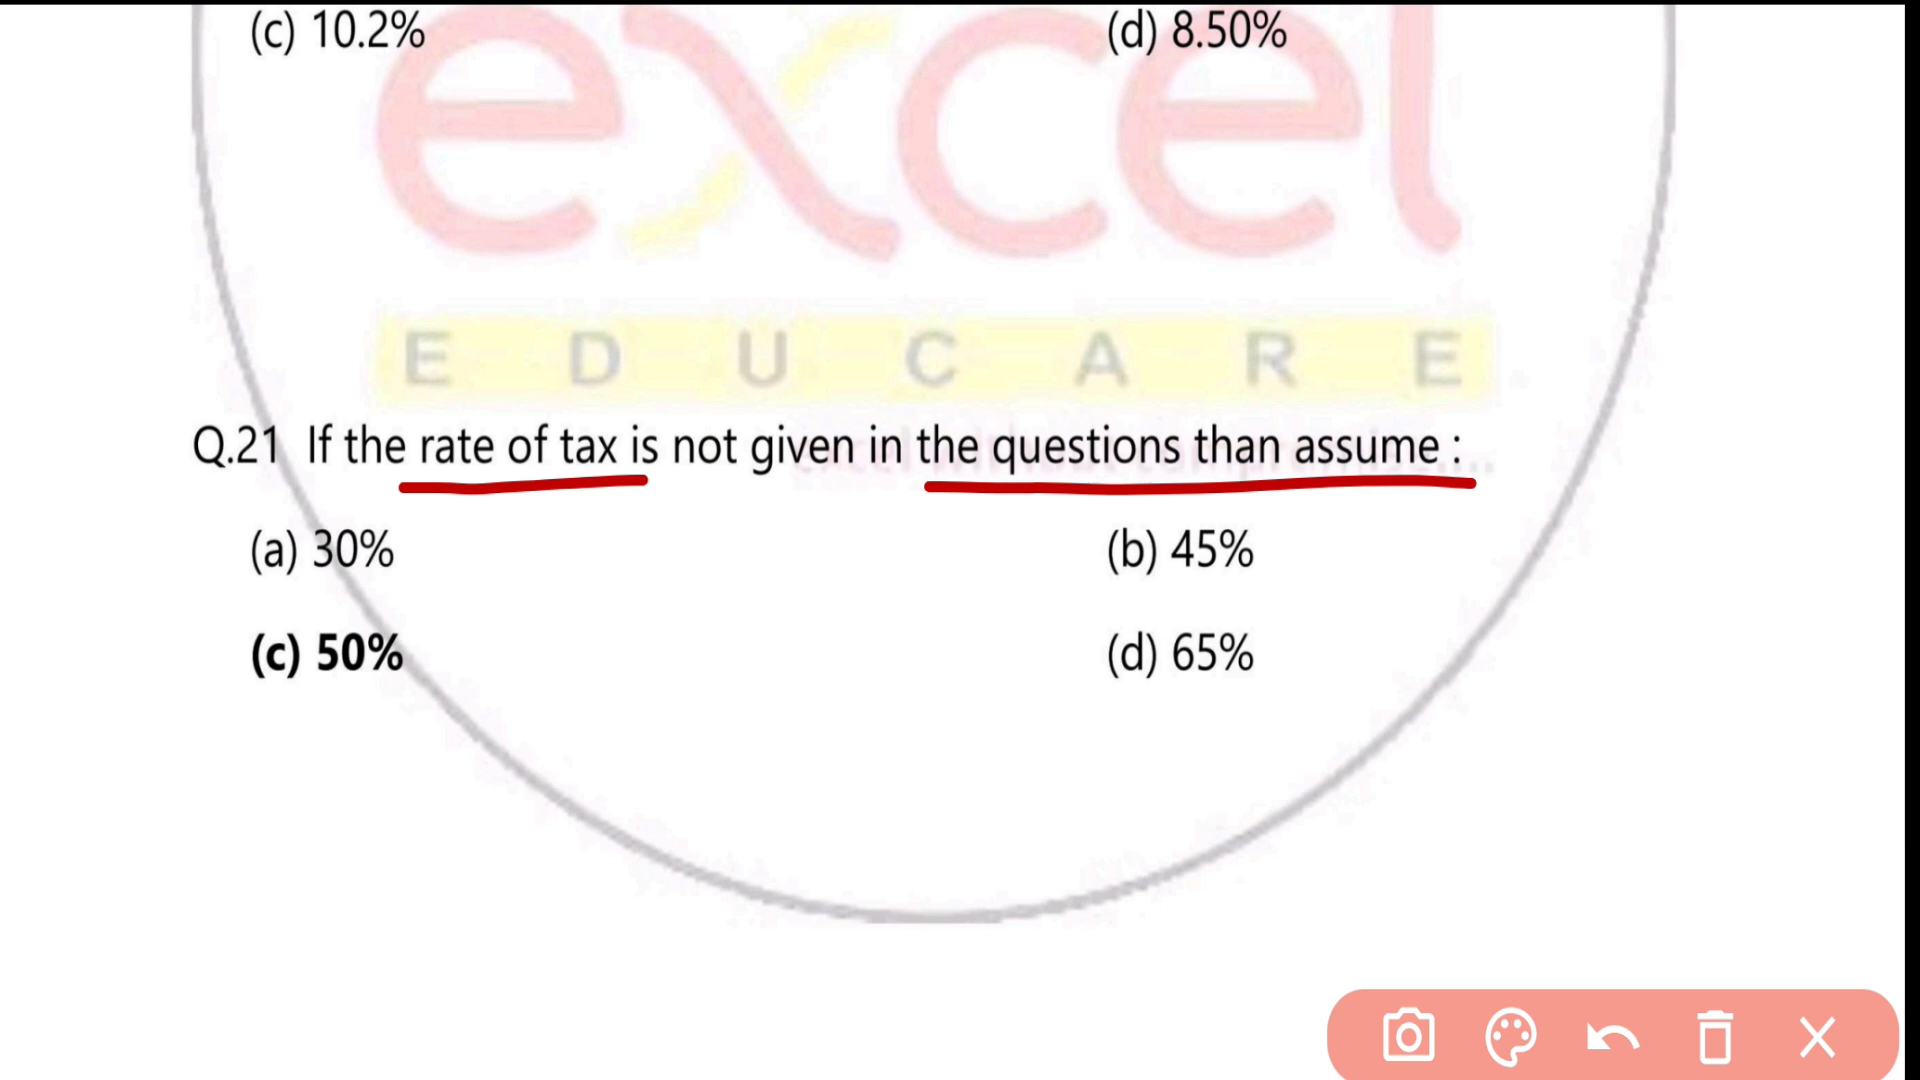 (c) 10.2% (d) 8.50%
excel
EDUCARE
Q.21 If the rate of tax is not given in the questions than assume :
(a) 30% (b) 45%
(c) 50% (d) 65%